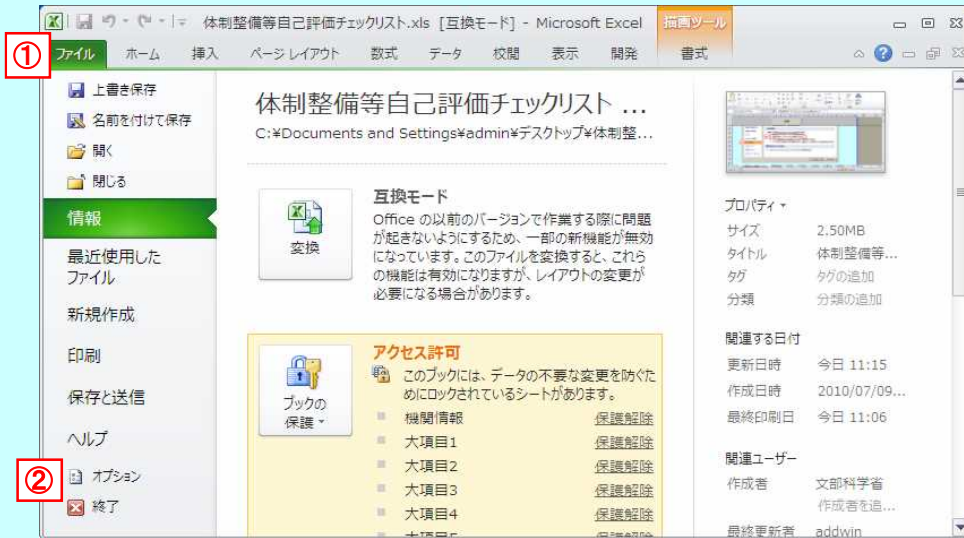 体制整備等自己評価チェックリスト.xls [互換モード] - Microsoft Excel
描画ツール
①
ファイル ホーム 挿入 ページ レイアウト 数式 データ 校閲 表示 開発 書式
上書き保存
名前を付けて保存
開く
閉じる
情報
最近使用した
ファイル
新規作成
印刷
保存と送信
ヘルプ
②
オプション
終了
体制整備等自己評価チェックリスト ...
C:¥Documents and Settings¥admin¥デスクトップ¥体制整...
変換
互換モード
Office の以前のバージョンで作業する際に問題
が起きないようにするため、一部の新機能が無効
になっています。このファイルを変換すると、これら
の機能は有効になりますが、レイアウトの変更が
必要になる場合があります。
ブックの
保護
アクセス許可
このブックには、データの不要な変更を防ぐた
めにロックされているシートがあります。
機関情報 保護解除
大項目1 保護解除
大項目2 保護解除
大項目3 保護解除
大項目4 保護解除
大項目5 保護解除
プロパティ
サイズ 2.50MB
タイトル 体制整備等...
タグ タグの追加
分類 分類の追加
関連する日付
更新日時 今日 11:15
作成日時 2010/07/09...
最終印刷日 今日 11:06
関連ユーザー
作成者 文部科学省
作成者を追...
最終更新者 addwin